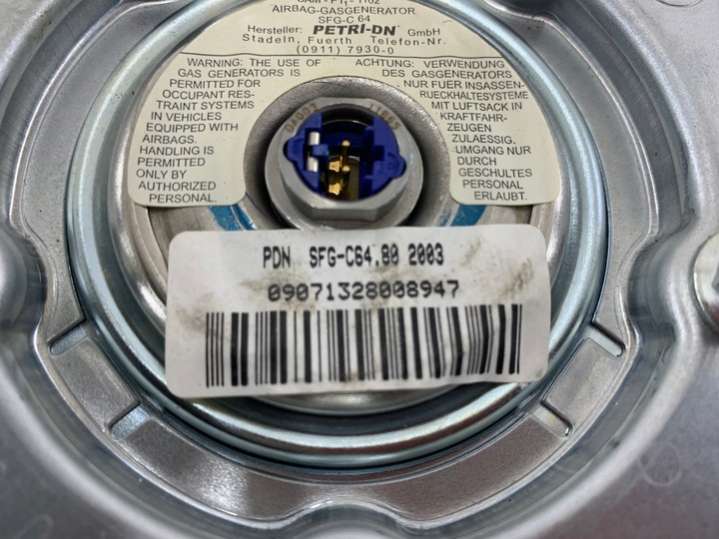 AIRBAG-GASGENERATOR
SFG-C 64
Hersteller: PETRI-DN GmbH
Stadeln, Fuerth Telefon-Nr.
(0911) 7930-0
WARNING: THE USE OF
GAS GENERATORS IS
PERMITTED FOR
OCCUPANT RES-
TRAINT SYSTEMS
IN VEHICLES
EQUIPPED WITH
AIRBAGS.
HANDLING IS
PERMITTED
ONLY BY
AUTHORIZED
PERSONAL.
ACHTUNG: VERWENDUNG
DES GASGENERATORS
NUR FUER INSASSEN-
RUECKHALTESYSTEME
MIT LUFTSACK IN
KRAFTFAHR-
ZEUGEN
ZULAESSIG.
UMGANG NUR
DURCH
GESCHULTES
PERSONAL
ERLAUBT.
PDN SFG-C64.80 2003
09071328008947